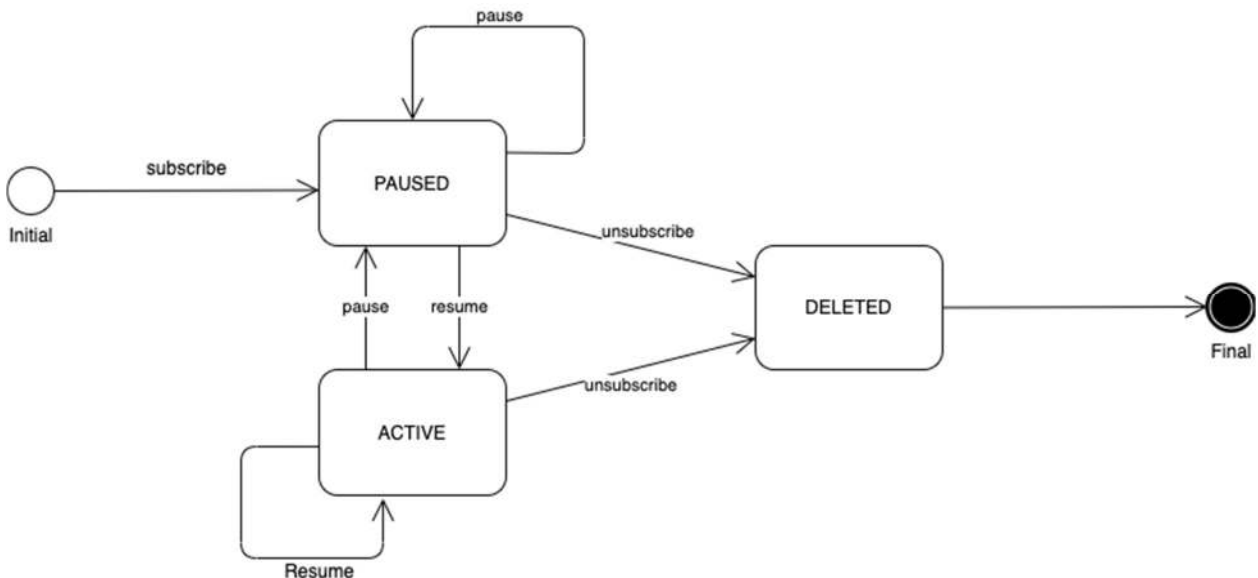 pause
subscribe
PAUSED
Initial
unsubscribe
pause
resume
DELETED
Final
unsubscribe
ACTIVE
Resume